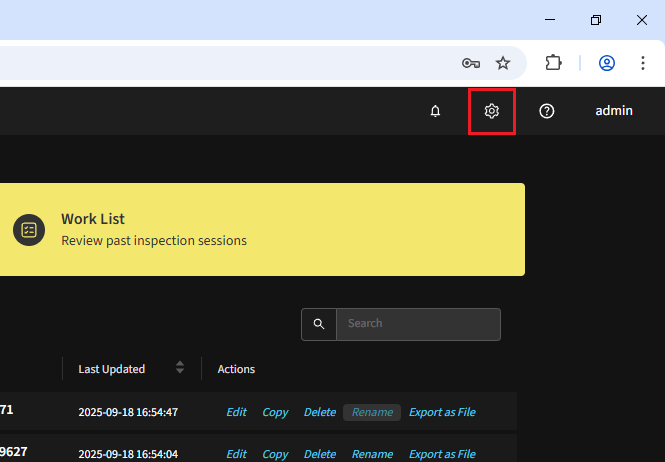 admin
Work List
Review past inspection sessions
Search
Last Updated Actions
71 2025-09-18 16:54:47 Edit Copy Delete Rename Export as File
9627 2025-09-18 16:54:04 Edit Copy Delete Rename Export as File